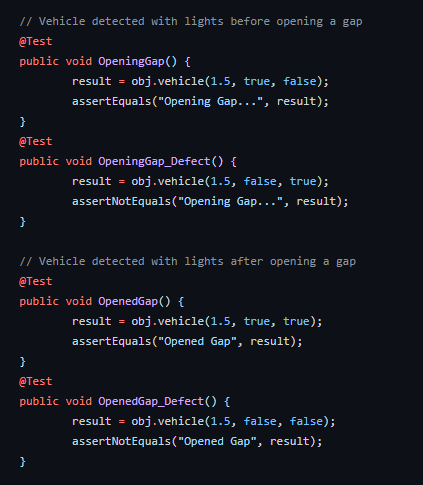 // Vehicle detected with lights before opening a gap
@Test
public void OpeningGap() {
result = obj.vehicle(1.5, true, false);
assertEquals("Opening Gap...", result);
}
@Test
public void OpeningGap_Defect() {
result = obj.vehicle(1.5, false, true);
assertNotEquals("Opening Gap...", result);
}
// Vehicle detected with lights after opening a gap
@Test
public void OpenedGap() {
result = obj.vehicle(1.5, true, true);
assertEquals("Opened Gap", result);
}
@Test
public void OpenedGap_Defect() {
result = obj.vehicle(1.5, false, false);
assertNotEquals("Opened Gap", result);
}